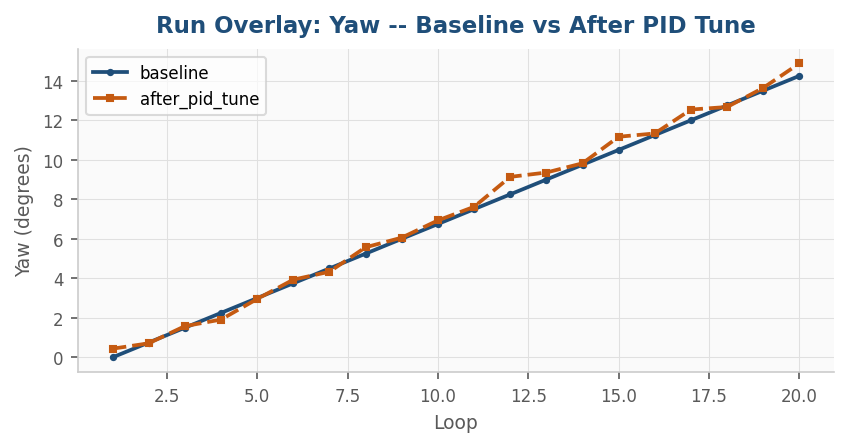 Run Overlay: Yaw -- Baseline vs After PID Tune
baseline
after_pid_tune
14
12
10
8
6
4
2
0
Yaw (degrees)
2.5 5.0 7.5 10.0 12.5 15.0 17.5 20.0
Loop